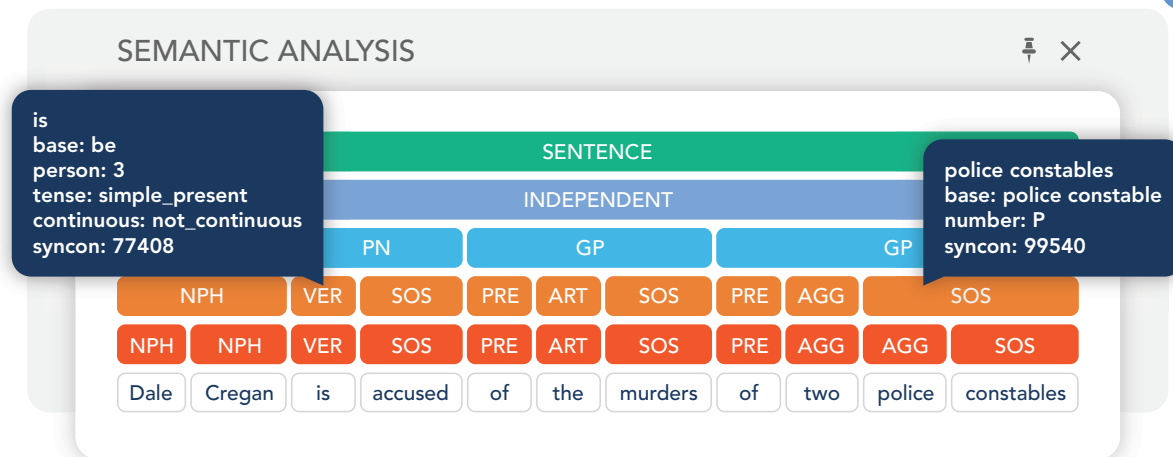 SEMANTIC ANALYSIS
is
base: be
person: 3
tense: simple_present
continuous: not_continuous
syncon: 77408
SENTENCE
police constables
base: police constable
number: P
syncon: 99540
INDEPENDENT
PN GP GP
NPH VER SOS PRE ART SOS PRE AGG SOS
NPH NPH VER SOS PRE ART SOS PRE AGG AGG SOS
Dale Cregan is accused of the murders of two police constables